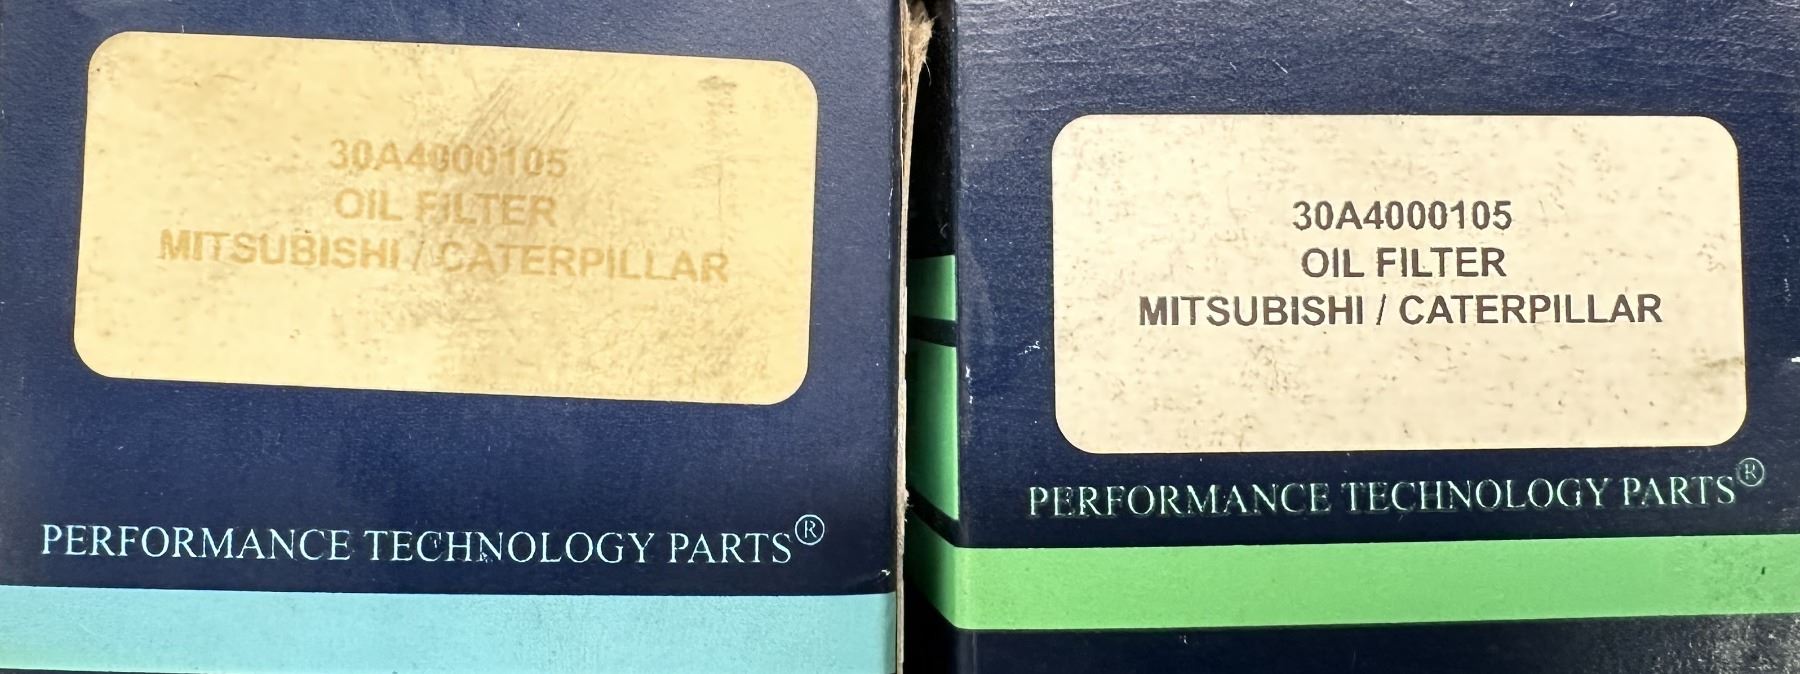 30A4000105
OIL FILTER
MITSUBISHI / CATERPILLAR
PERFORMANCE TECHNOLOGY PARTS®
30A4000105
OIL FILTER
MITSUBISHI / CATERPILLAR
PERFORMANCE TECHNOLOGY PARTS®